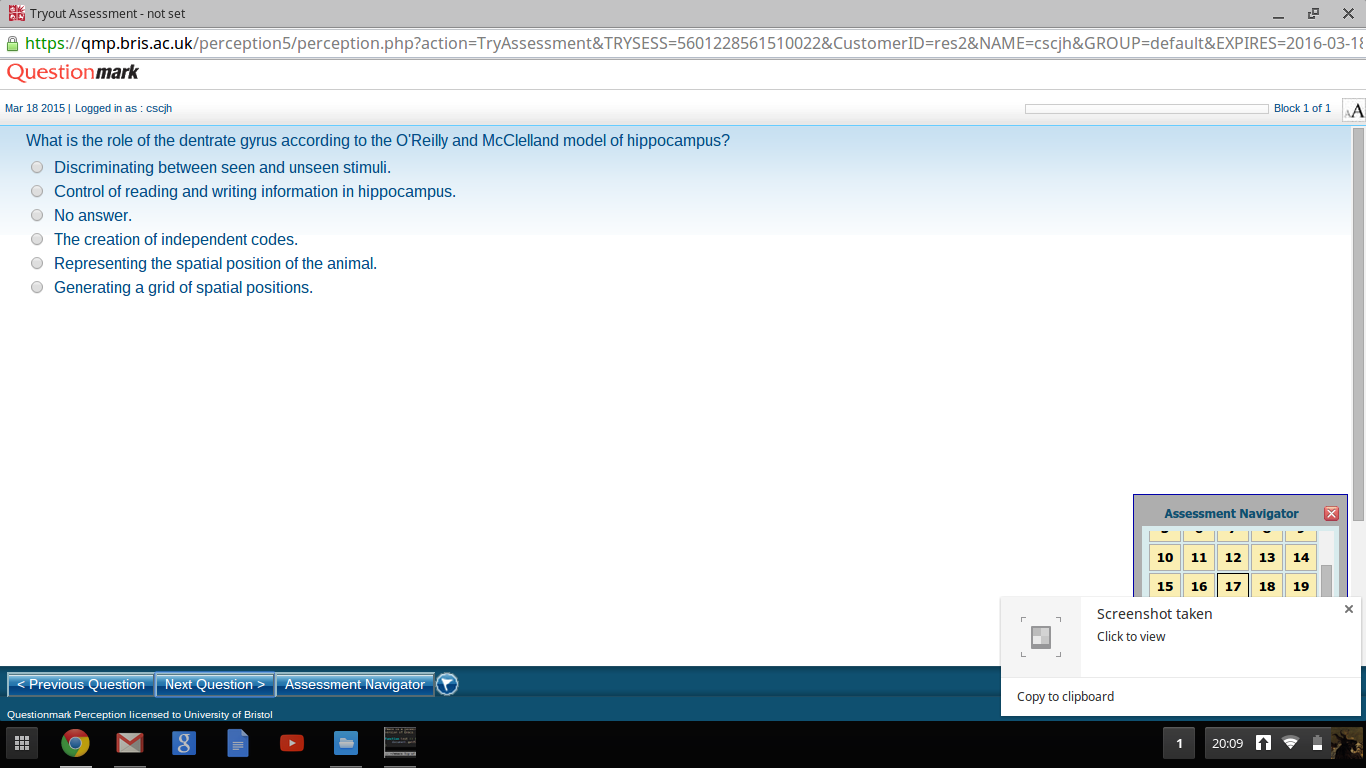 Tryout Assessment - not set
https://qmp.bris.ac.uk/perception5/perception.php?action=TryAssessment&TRYSESS=5601228561510022&CustomerID=res2&NAME=cscjh&GROUP=default&EXPIRES=2016-03-18
Questionmark
Mar 18 2015 | Logged in as : cscjh
Block 1 of 1
AA
What is the role of the dentrate gyrus according to the O'Reilly and McClelland model of hippocampus?
Discriminating between seen and unseen stimuli.
Control of reading and writing information in hippocampus.
No answer.
The creation of independent codes.
Representing the spatial position of the animal.
Generating a grid of spatial positions.
Assessment Navigator
10 11 12 13 14
15 16 17 18 19
Screenshot taken
Click to view
Copy to clipboard
< Previous Question Next Question > Assessment Navigator
Questionmark Perception licensed to University of Bristol
8
1
20:09